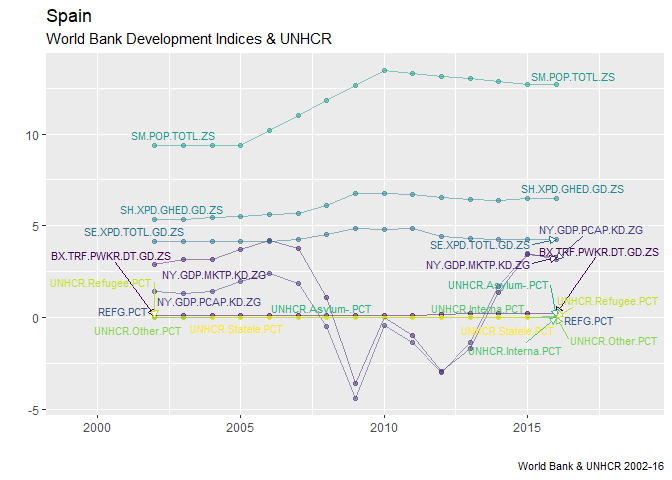 Spain
World Bank Development Indices & UNHCR
SM.POP.TOTL.ZS
SM.POP.TOTL.ZS
10
SH.XPD.GHED.GD.ZS
SH.XPD.GHED.GD.ZS
5
SE.XPD.TOTL.GD.ZS
NY.GDP.PCAP.KD.ZG
SE.XPD.TOTL.GD.ZS
BX.TRF.PWKR.DT.GD.ZS
BX.TRF.PWKR.DT.GD.ZS
NY.GDP.MKTP.KD.ZG
NY.GDP.MKTP.KD.ZG
UNHCR.Refugee.PCT
UNHCR.Asylum-.PCT
NY.GDP.PCAP.KD.ZG
UNHCR.Refugee.PCT
REFG.PCT
UNHCR.Asylum-.PCT
UNHCR.Interna.PCT
0
REFG.PCT
UNHCR.Other.PCT
UNHCR.Statele.PCT
UNHCR.Statele.PCT
UNHCR.Other.PCT
UNHCR.Interna.PCT
-5
2000
2005
2010
2015
World Bank & UNHCR 2002-16